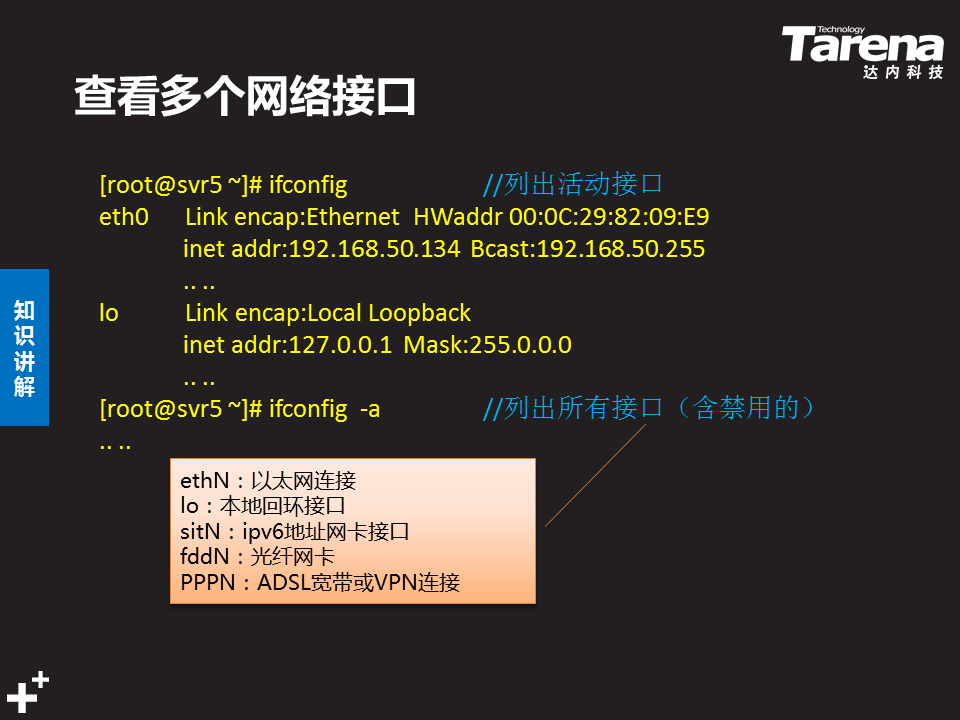 Technology
Tarena
达内科技
查看多个网络接口
[root@svr5 ~]# ifconfig //列出活动接口
eth0 Link encap:Ethernet HWaddr 00:0C:29:82:09:E9
inet addr:192.168.50.134 Bcast:192.168.50.255
.. ..
lo Link encap:Local Loopback
inet addr:127.0.0.1 Mask:255.0.0.0
.. ..
[root@svr5 ~]# ifconfig -a //列出所有接口（含禁用的）
.. ..
知识讲解
ethN：以太网连接
lo：本地回环接口
sitN：ipv6地址网卡接口
fddN：光纤网卡
PPPN：ADSL宽带或VPN连接